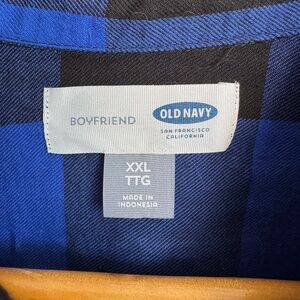 BOYFRIEND
OLD NAVY
SAN FRANCISCO
CALIFORNIA
XXL
TTG
MADE IN
INDONESIA